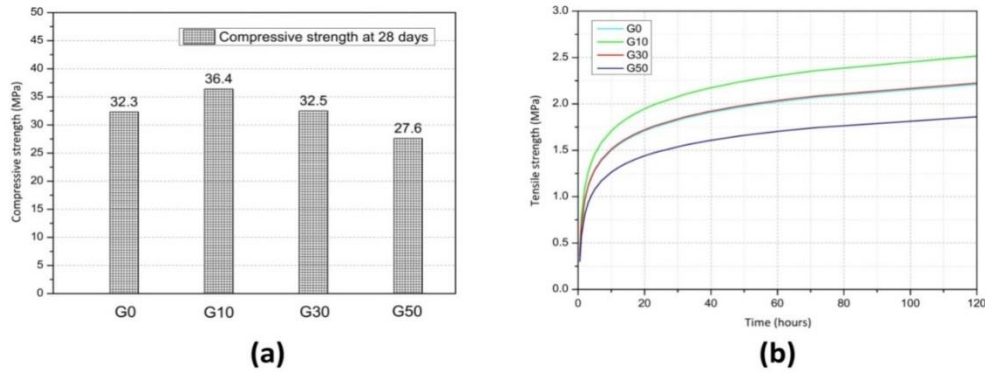 50
45
40
35
30
25
20
15
10
5
0
Compressive strength (MPa)
Compressive strength at 28 days
32.3
36.4
32.5
27.6
G0 G10 G30 G50
(a)
3.0
2.5
2.0
1.5
1.0
0.5
0.0
Tensile strength (MPa)
G0
G10
G30
G50
0 20 40 60 80 100 120
Time (hours)
(b)